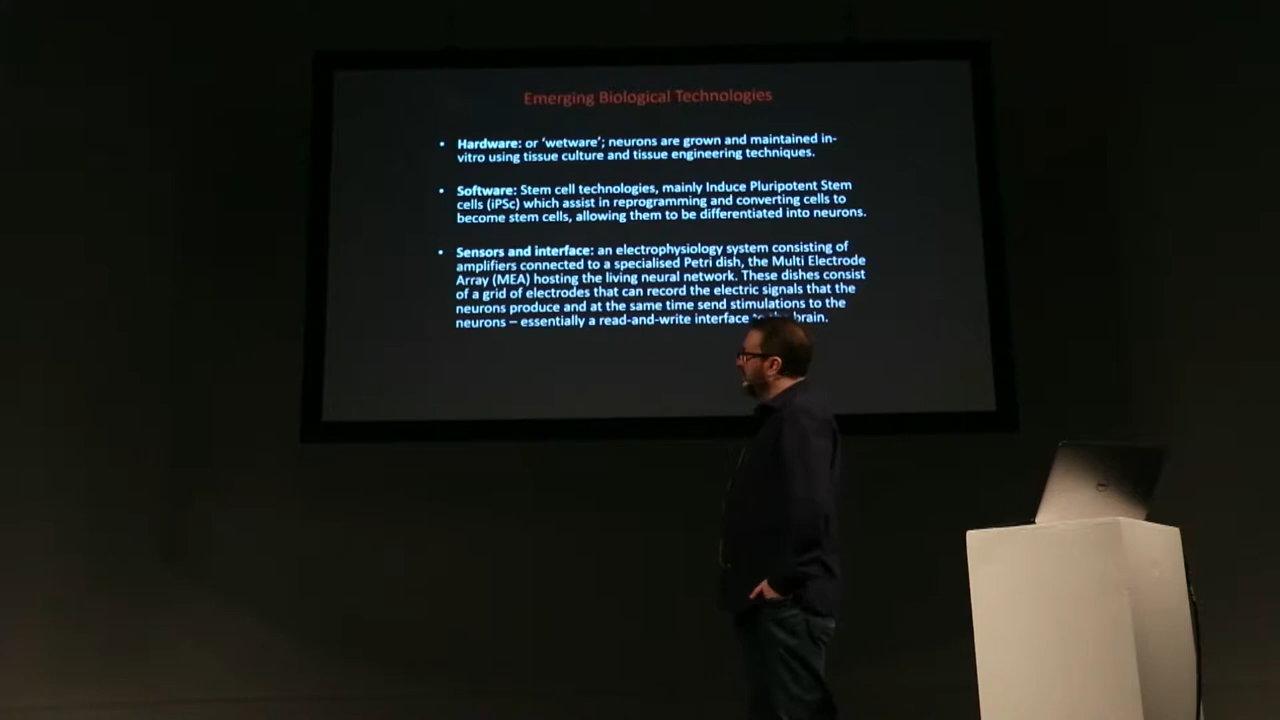 Emerging Biological Technologies
• Hardware: or ‘wetware’; neurons are grown and maintained in-
vitro using tissue culture and tissue engineering techniques.
• Software: Stem cell technologies, mainly Induce Pluripotent Stem
cells (iPSc) which assist in reprogramming and converting cells to
become stem cells, allowing them to be differentiated into neurons.
• Sensors and interface: an electrophysiology system consisting of
amplifiers connected to a specialised Petri dish, the Multi Electrode
Array (MEA) hosting the living neural network. These dishes consist
of a grid of electrodes that can record the electric signals that the
neurons produce and at the same time send stimulations to the
neurons – essentially a read-and-write interface to the brain.